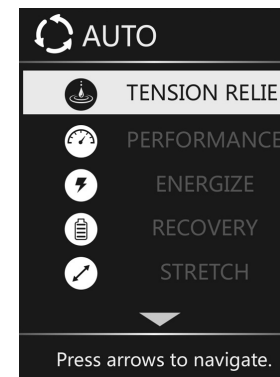 AUTO
TENSION RELIE
PERFORMANCE
ENERGIZE
RECOVERY
STRETCH
Press arrows to navigate.